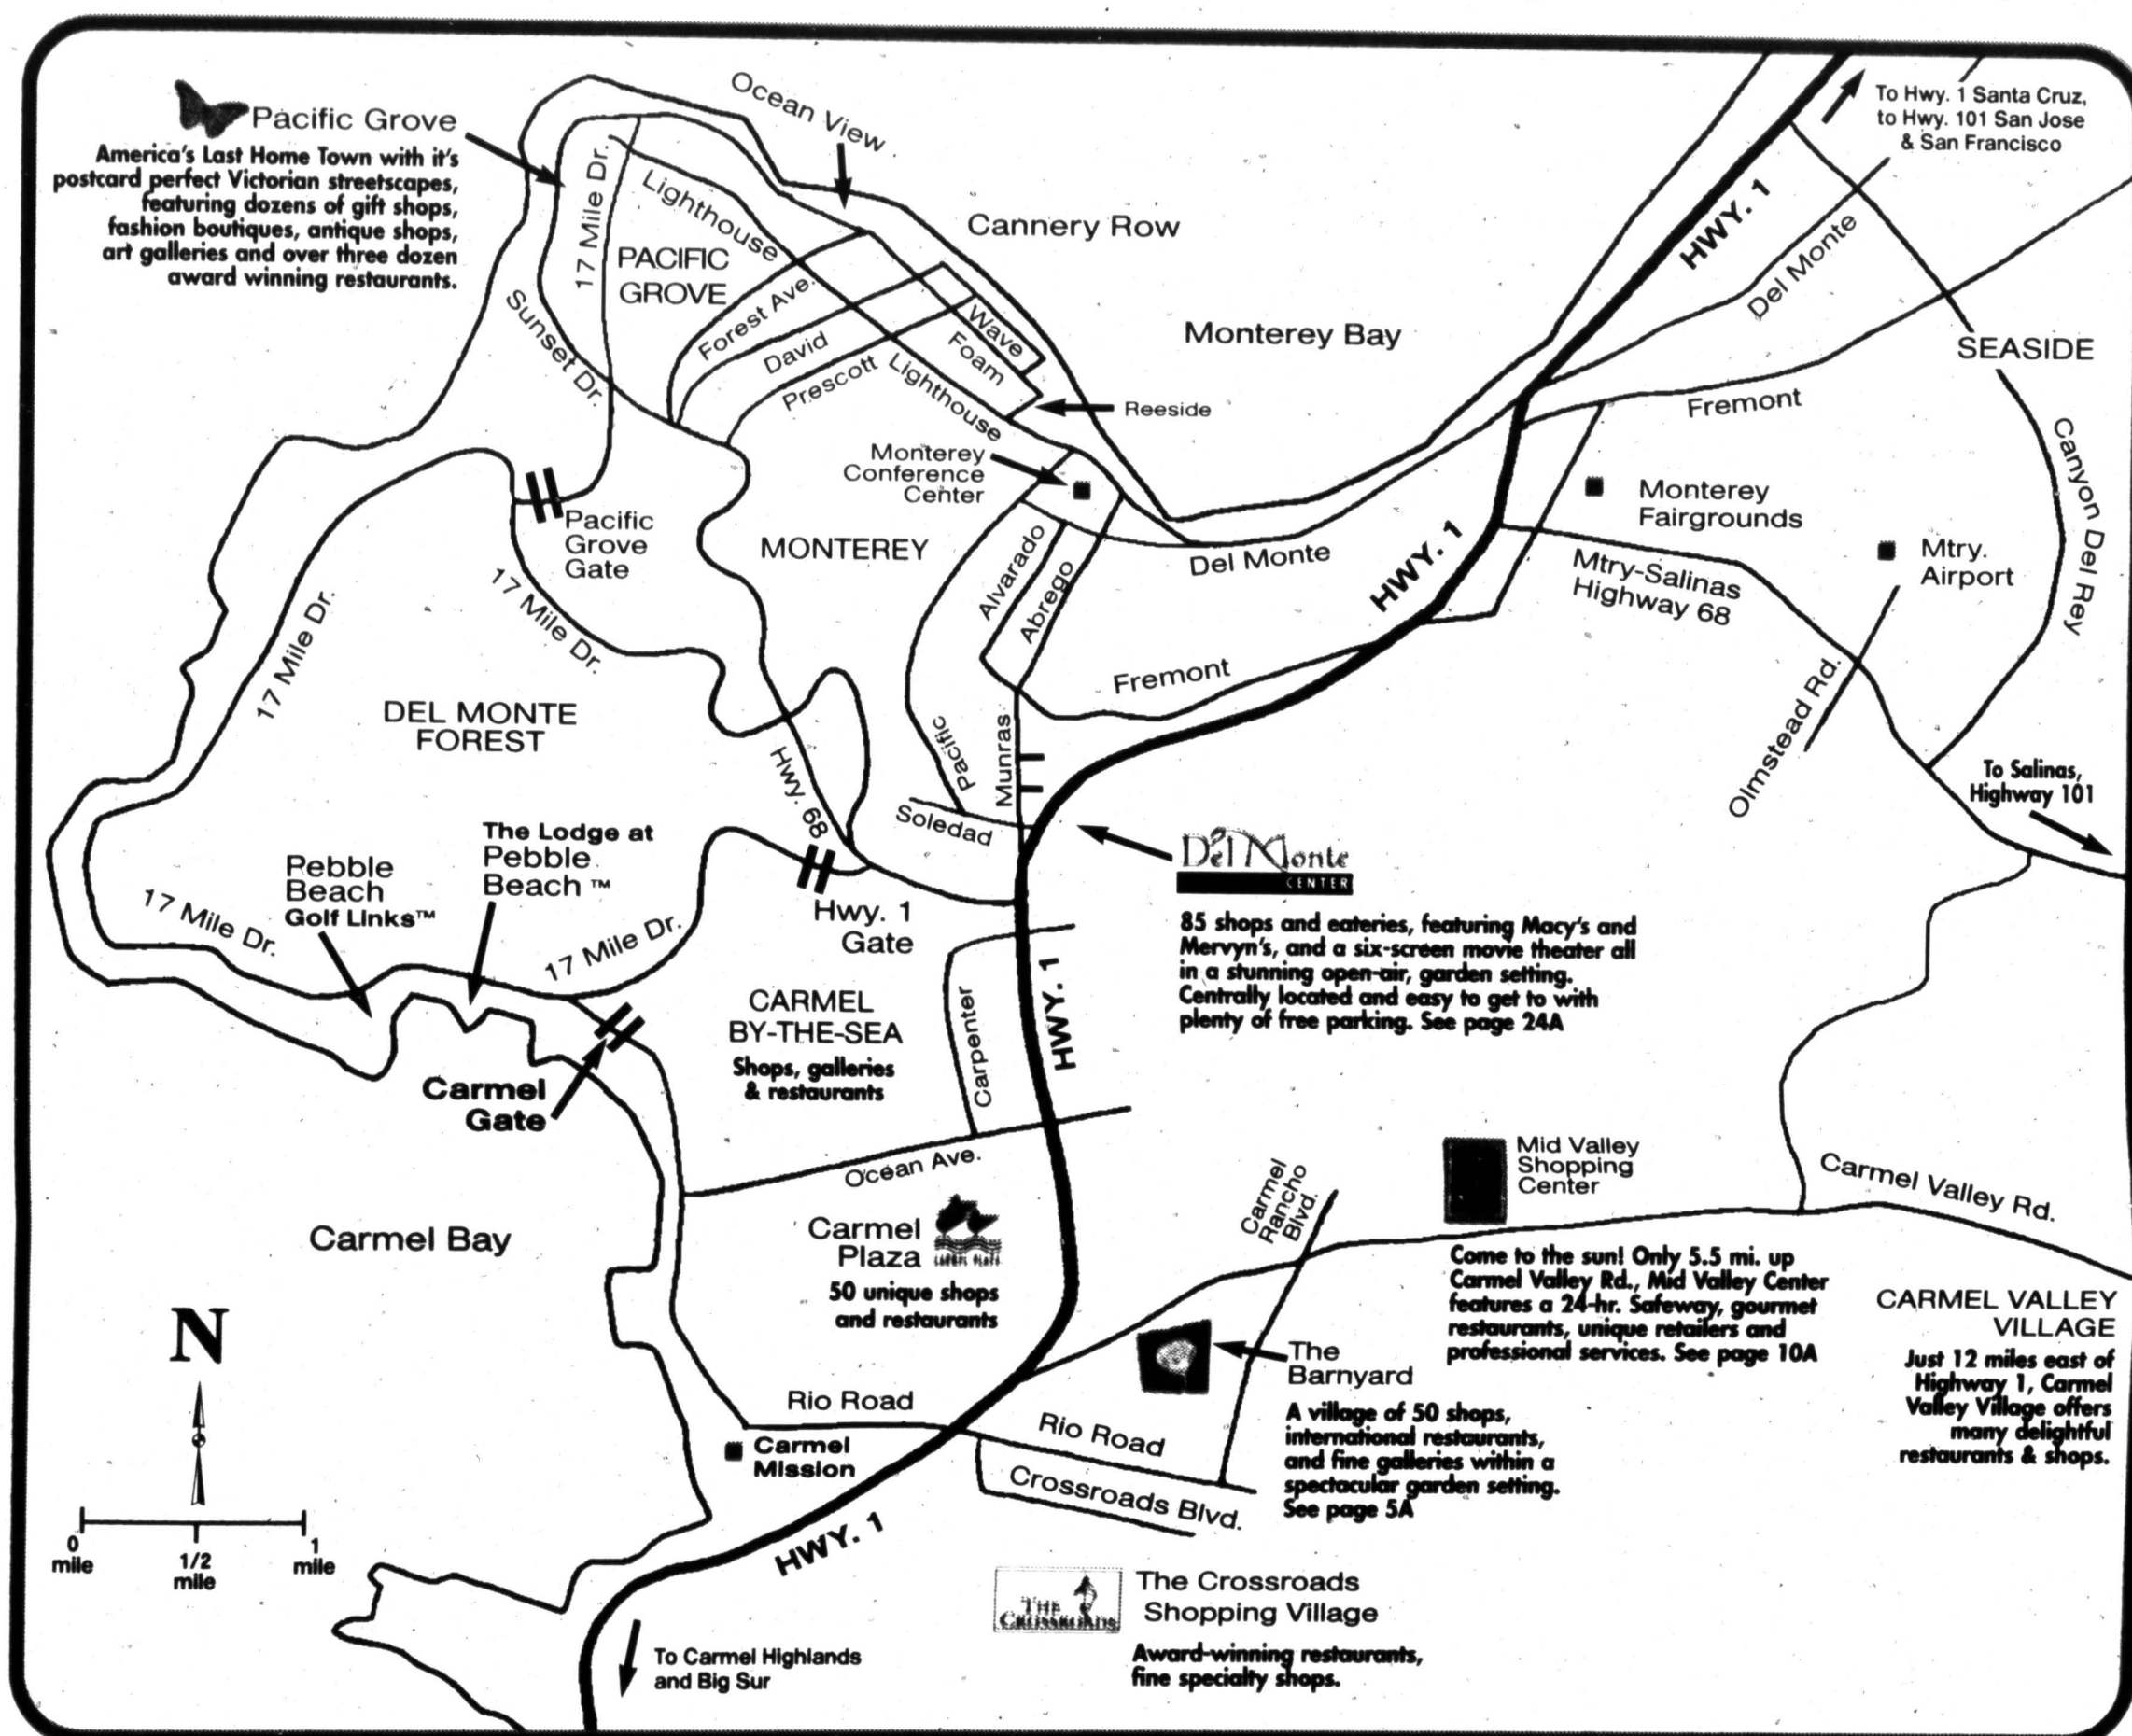 Pacific Grove
America's Last Home Town with it's
postcard perfect Victorian streetscapes,
featuring dozens of gift shops,
fashion boutiques, antique shops,
art galleries and over three dozen
award winning restaurants.
Ocean View
To Hwy. 1 Santa Cruz,
to Hwy. 101 San Jose
& San Francisco
17 Mile Dr.
Lighthouse
Cannery Row
HWY. 1
Del Monte
PACIFIC
GROVE
Sunset Dr.
Forest Ave.
David
Prescott
Wave
Foam
Lighthouse
Reeside
Monterey Bay
SEASIDE
Fremont
Canyon Del Rey
Monterey
Conference
Center
Monterey
Fairgrounds
Mtry.
Airport
Pacific
Grove
Gate
MONTEREY
Alvarado
Abrego
Del Monte
HWY. 1
Mtry-Salinas
Highway 68
17 Mile Dr.
17 Mile Dr.
Fremont
Olmstead Rd.
DEL MONTE
FOREST
Hwy. 68
Pacific
Munras
Soledad
To Salinas,
Highway 101
Del Monte
CENTER
85 shops and eateries, featuring Macy's and
Mervyn's, and a six-screen movie theater all
in a stunning open-air, garden setting.
Centrally located and easy to get to with
plenty of free parking. See page 24A
The Lodge at
Pebble
Beach ™
Pebble
Beach
Golf Links™
17 Mile Dr.
17 Mile Dr.
Hwy. 1
Gate
CARMEL
BY-THE-SEA
Shops, galleries
& restaurants
Carpenter
HWY. 1
Carmel
Gate
Ocean Ave.
Carmel Bay
Carmel
Plaza
50 unique shops
and restaurants
Carmel
Rancho
Blvd.
Mid Valley
Shopping
Center
Carmel Valley Rd.
Come to the sun! Only 5.5 mi. up
Carmel Valley Rd., Mid Valley Center
features a 24-hr. Safeway, gourmet
restaurants, unique retailers and
professional services. See page 10A
CARMEL VALLEY
VILLAGE
Just 12 miles east of
Highway 1, Carmel
Valley Village offers
many delightful
restaurants & shops.
The
Barnyard
A village of 50 shops,
international restaurants,
and fine galleries within a
spectacular garden setting.
See page 5A
N
Rio Road
Carmel
Mission
Rio Road
Crossroads Blvd.
HWY. 1
0
mile
1/2
mile
1
mile
THE
CROSSROADS
The Crossroads
Shopping Village
Award-winning restaurants,
fine specialty shops.
To Carmel Highlands
and Big Sur